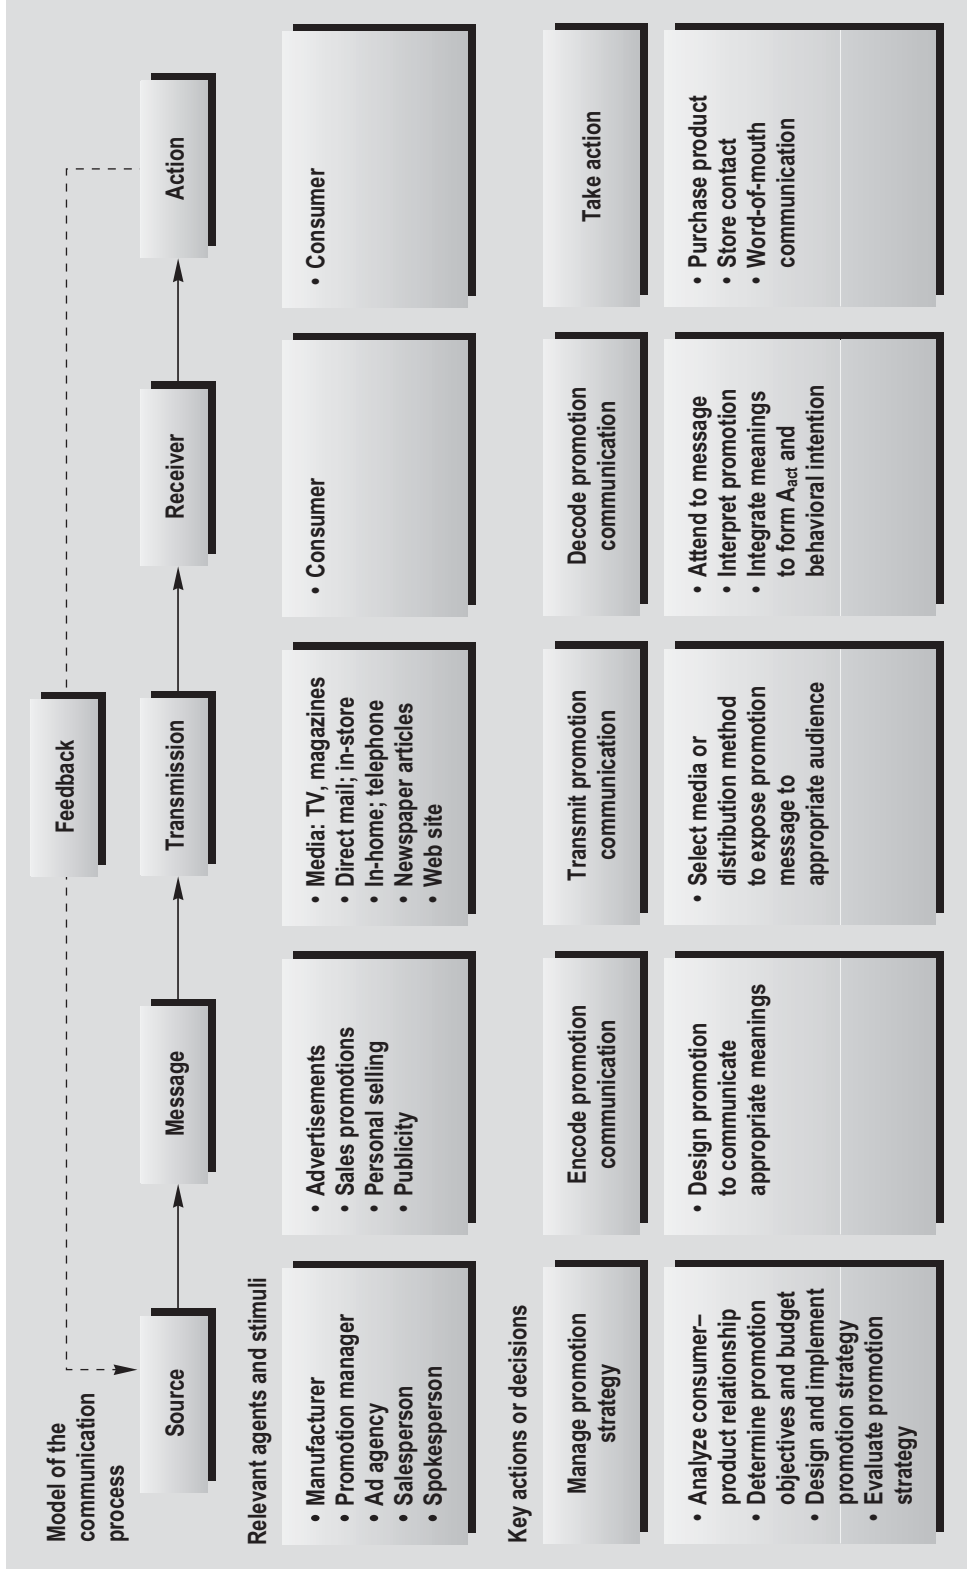 Model of the
communication
process
Feedback
Source
Message
Transmission
Receiver
Action
Relevant agents and stimuli
• Manufacturer
• Promotion manager
• Ad agency
• Salesperson
• Spokesperson
• Advertisements
• Sales promotions
• Personal selling
• Publicity
• Media: TV, magazines
• Direct mail; in-store
• In-home; telephone
• Newspaper articles
• Web site
• Consumer
• Consumer
Key actions or decisions
Manage promotion
strategy
Encode promotion
communication
Transmit promotion
communication
Decode promotion
communication
Take action
• Analyze consumer–
product relationship
• Determine promotion
objectives and budget
• Design and implement
promotion strategy
• Evaluate promotion
strategy
• Design promotion
to communicate
appropriate meanings
• Select media or
distribution method
to expose promotion
message to
appropriate audience
• Attend to message
• Interpret promotion
• Integrate meanings
to form Aact and
behavioral intention
• Purchase product
• Store contact
• Word-of-mouth
communication